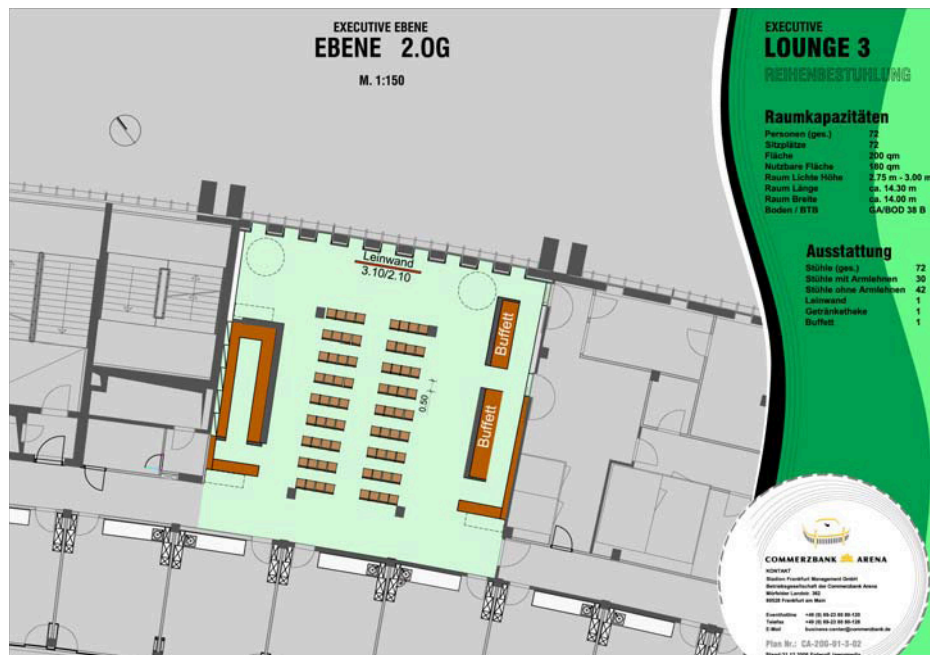 EXECUTIVE EBENE
EBENE 2.OG
M. 1:150
EXECUTIVE
LOUNGE 3
REIHENBESTUHLUNG
Raumkapazitäten
Personen (ges.) 72
Sitzplätze 72
Fläche 200 qm
Nutzbare Fläche 180 qm
Raum Lichte Höhe 2.75 m - 3.00 m
Raum Länge ca. 14.30 m
Raum Breite ca. 14.00 m
Boden / BTB GA/BOD 38 B
Ausstattung
Stühle (ges.) 72
Stühle mit Armlehnen 30
Stühle ohne Armlehnen 42
Leinwand 1
Getränketheke 1
Buffett 1
Leinwand
3.10/2.10
Buffett
0.50
Buffett
COMMERZBANK ARENA
KONTAKT
Stadion Frankfurt Management GmbH
Betriebsgesellschaft der Commerzbank Arena
Mörfelder Landstr. 362
Frankfurt am Main
Eventhotline
Telefax
E-Mail
Plan Nr.: CA-2OG-01-3-02